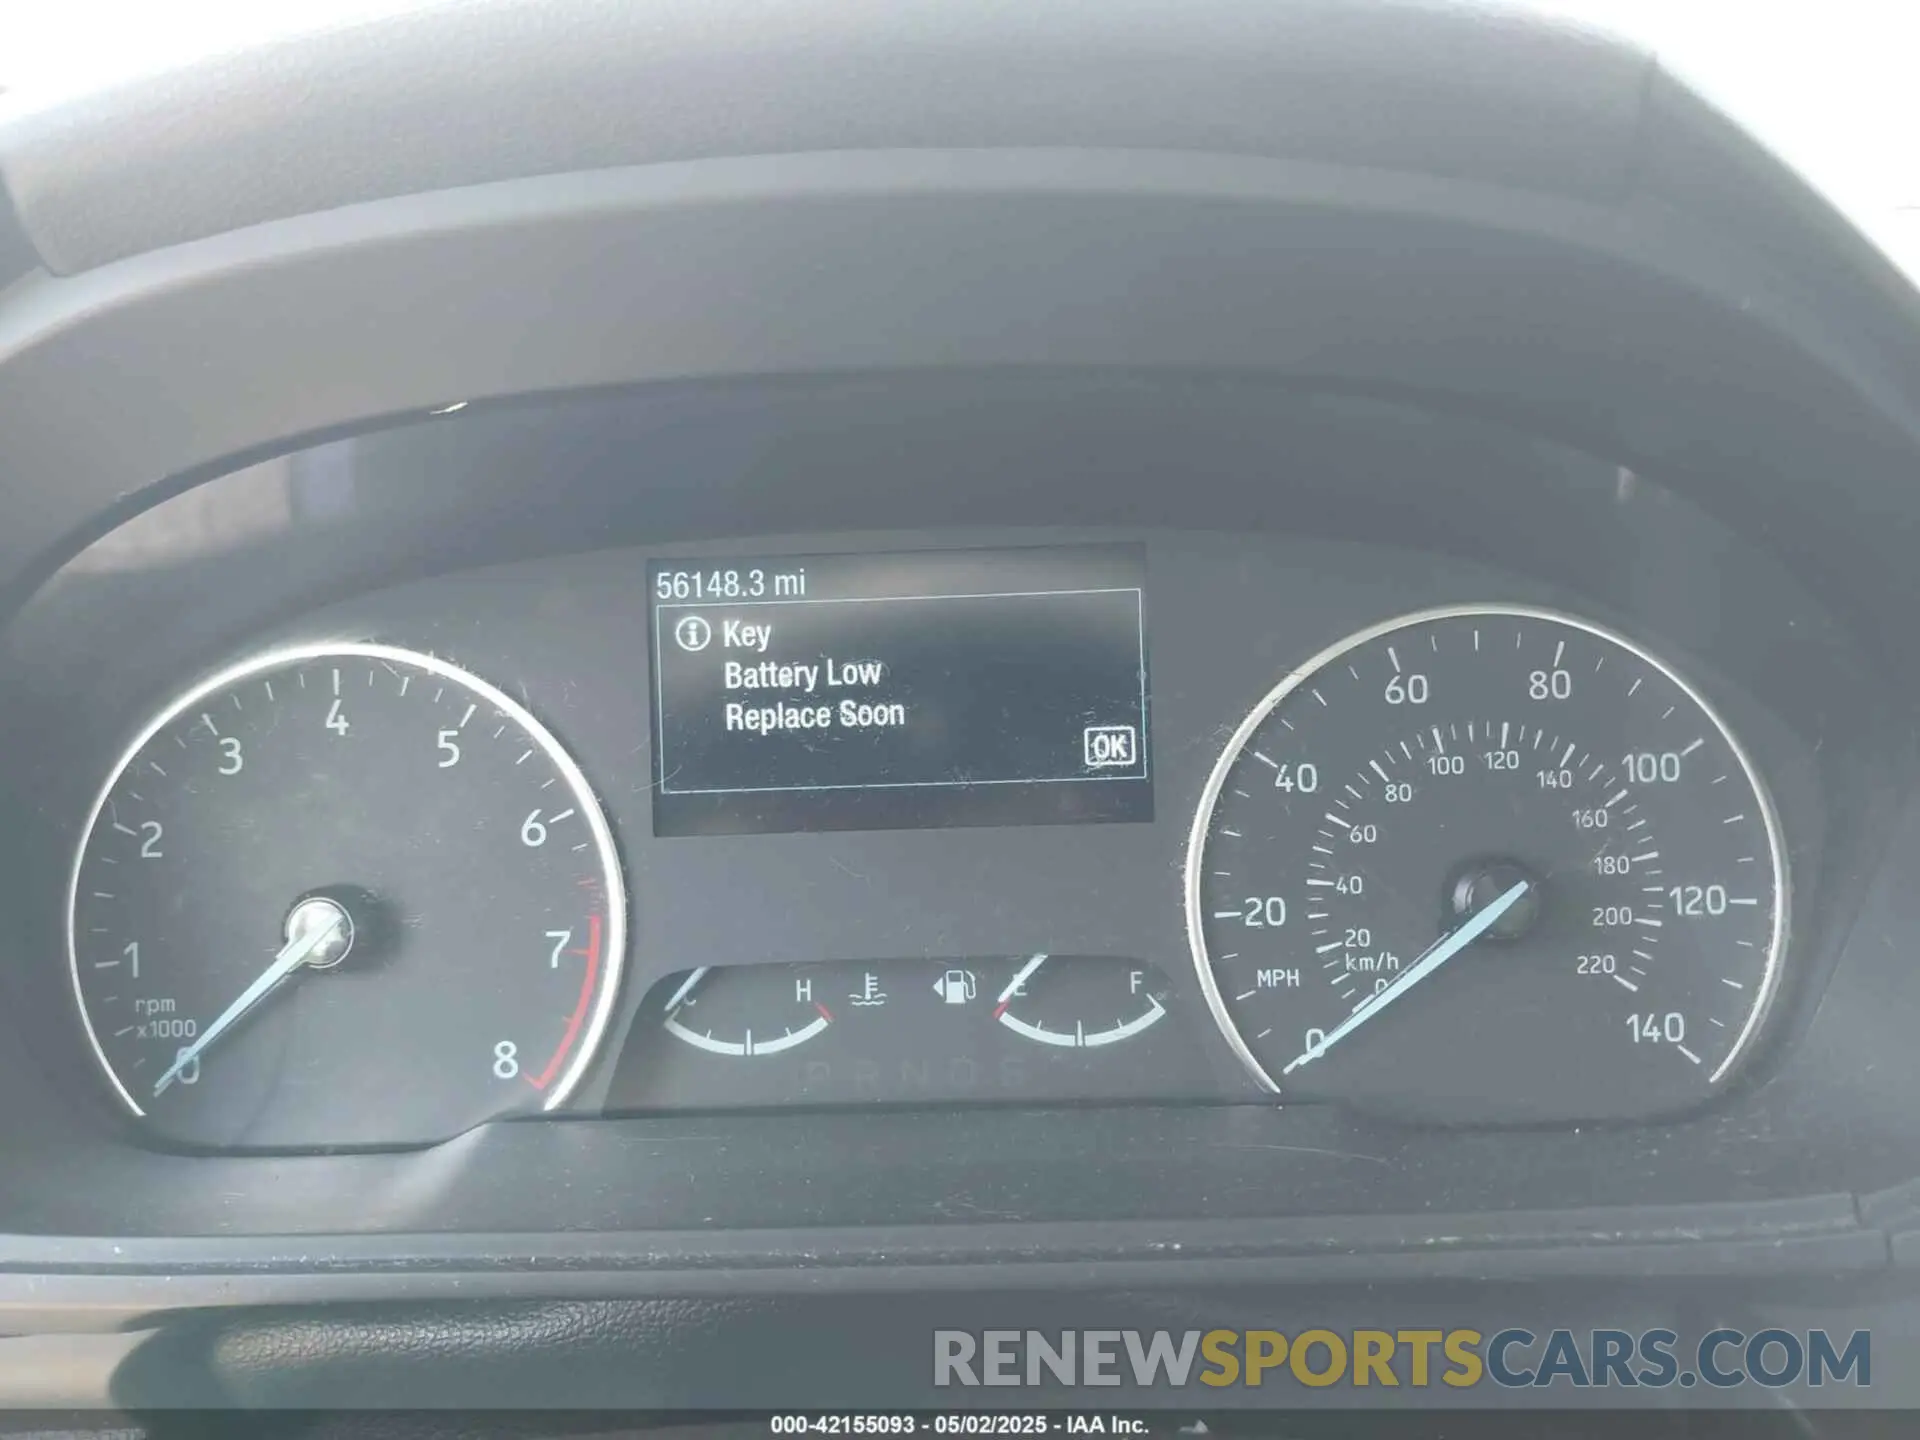 56148.3 mi
Key
Battery Low
Replace Soon
OK
0
1
2
3
4
5
6
7
8
rpm
x1000
C
H
E
F
P R N D S
0
20
40
60
80
100
120
140
MPH
0
20
40
60
80
100
120
140
160
180
200
220
km/h
RENEWSPORTSCARS.COM
000-42155093 - 05/02/2025 - IAA Inc.